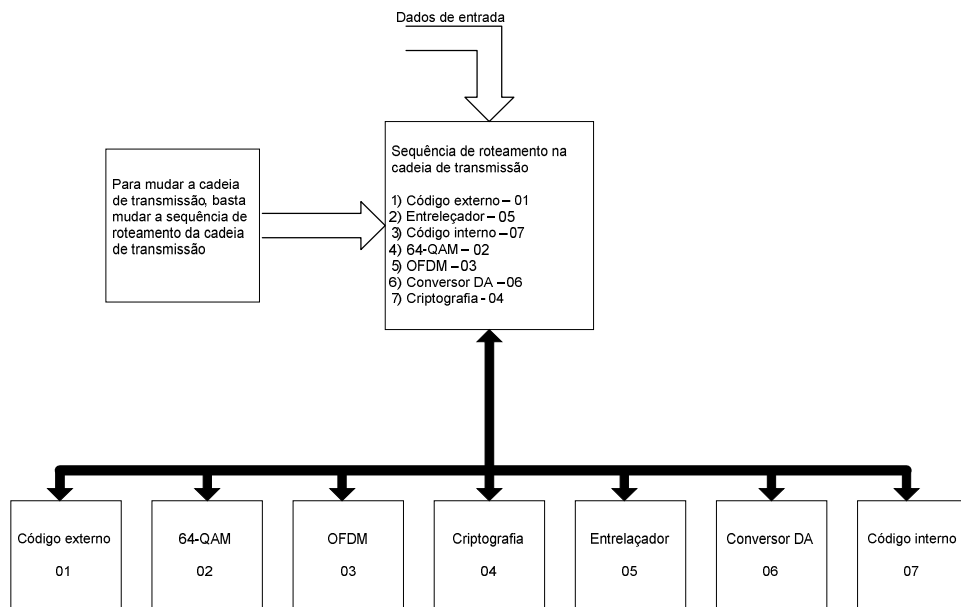 Dados de entrada
Sequência de roteamento na
cadeia de transmissão
1) Código externo – 01
2) Entreleçador – 05
3) Código interno – 07
4) 64-QAM – 02
5) OFDM – 03
6) Conversor DA – 06
7) Criptografia - 04
Para mudar a cadeia
de transmissão, basta
mudar a sequência de
roteamento da cadeia
de transmissão
Código externo
01
64-QAM
02
OFDM
03
Criptografia
04
Entrelaçador
05
Conversor DA
06
Código interno
07